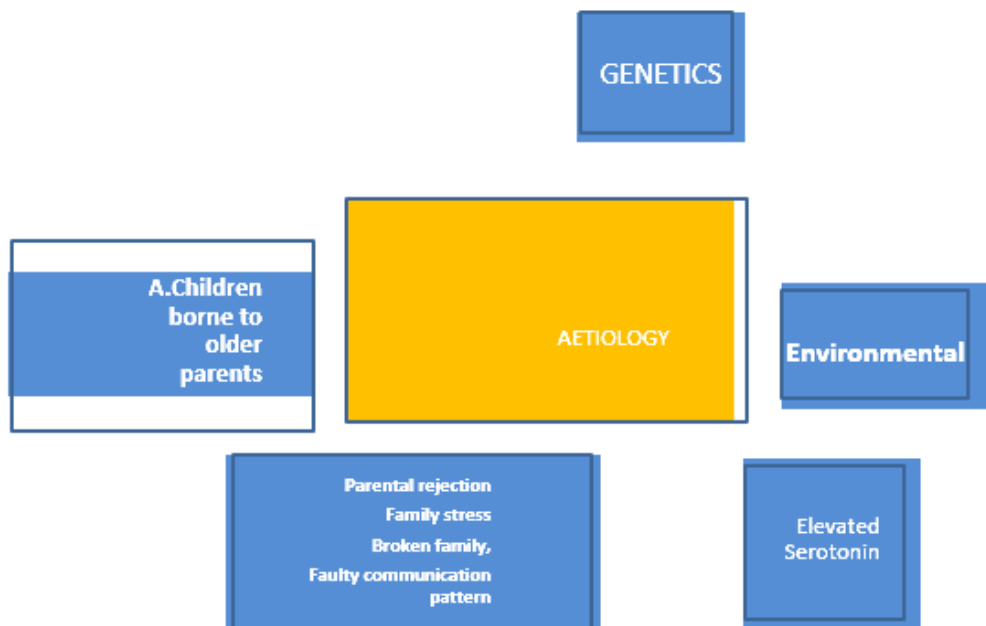 GENETICS
A.Children
borne to
older
parents
AETIOLOGY
Environmental
Parental rejection
Family stress
Broken family,
Faulty communication
pattern
Elevated
Serotonin